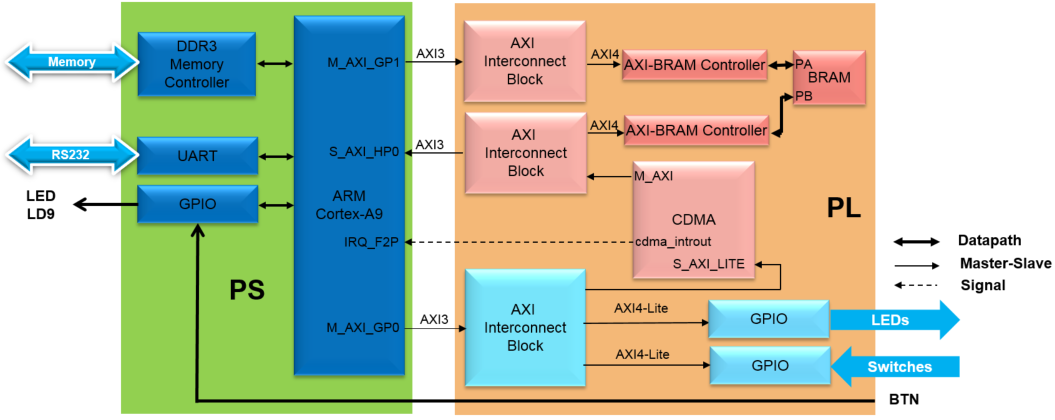 DDR3
Memory
Controller
Memory
M_AXI_GP1
AXI3
AXI
Interconnect
Block
AXI4
AXI-BRAM Controller
PA
BRAM
PB
RS232
UART
S_AXI_HP0
AXI3
AXI
Interconnect
Block
AXI4
AXI-BRAM Controller
LED
LD9
GPIO
ARM
Cortex-A9
M_AXI
CDMA
PL
IRQ_F2P
cdma_introut
S_AXI_LITE
Datapath
Master-Slave
Signal
PS
M_AXI_GP0
AXI3
AXI
Interconnect
Block
AXI4-Lite
GPIO
LEDs
AXI4-Lite
GPIO
Switches
BTN